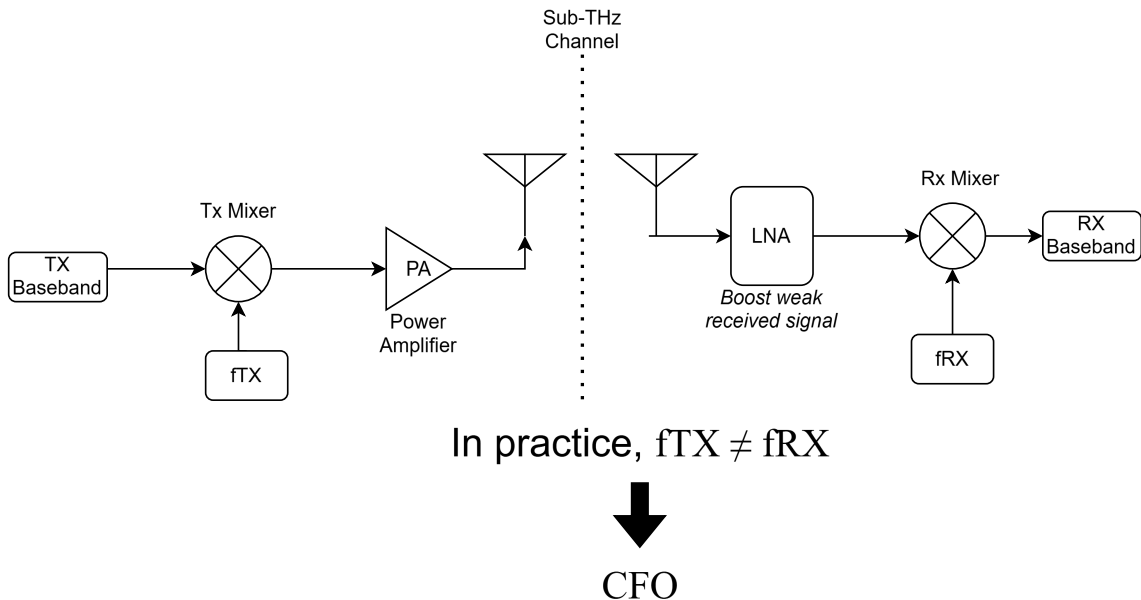 Sub-THz
Channel
Tx Mixer
Rx Mixer
TX
Baseband
PA
LNA
RX
Baseband
Power
Amplifier
Boost weak
received signal
fTX
fRX
In practice, fTX ≠ fRX
CFO